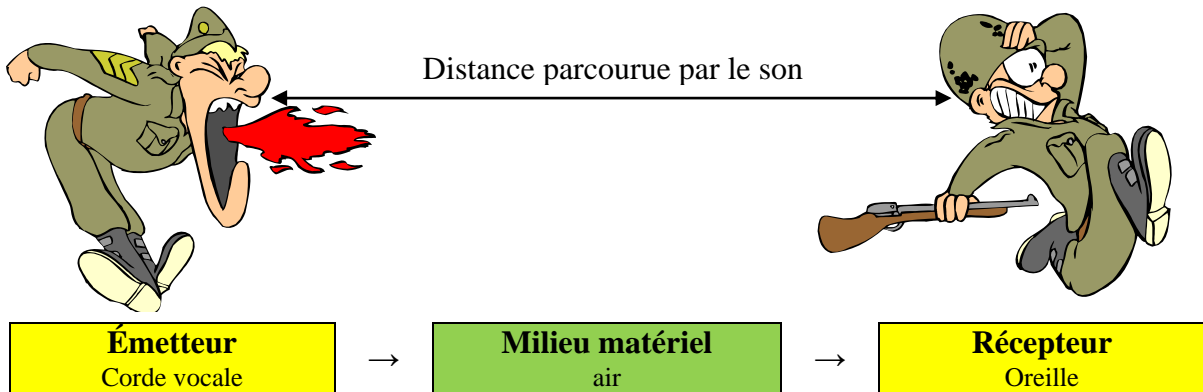 Distance parcourue par le son
Émetteur
Corde vocale
→
Milieu matériel
air
→
Récepteur
Oreille